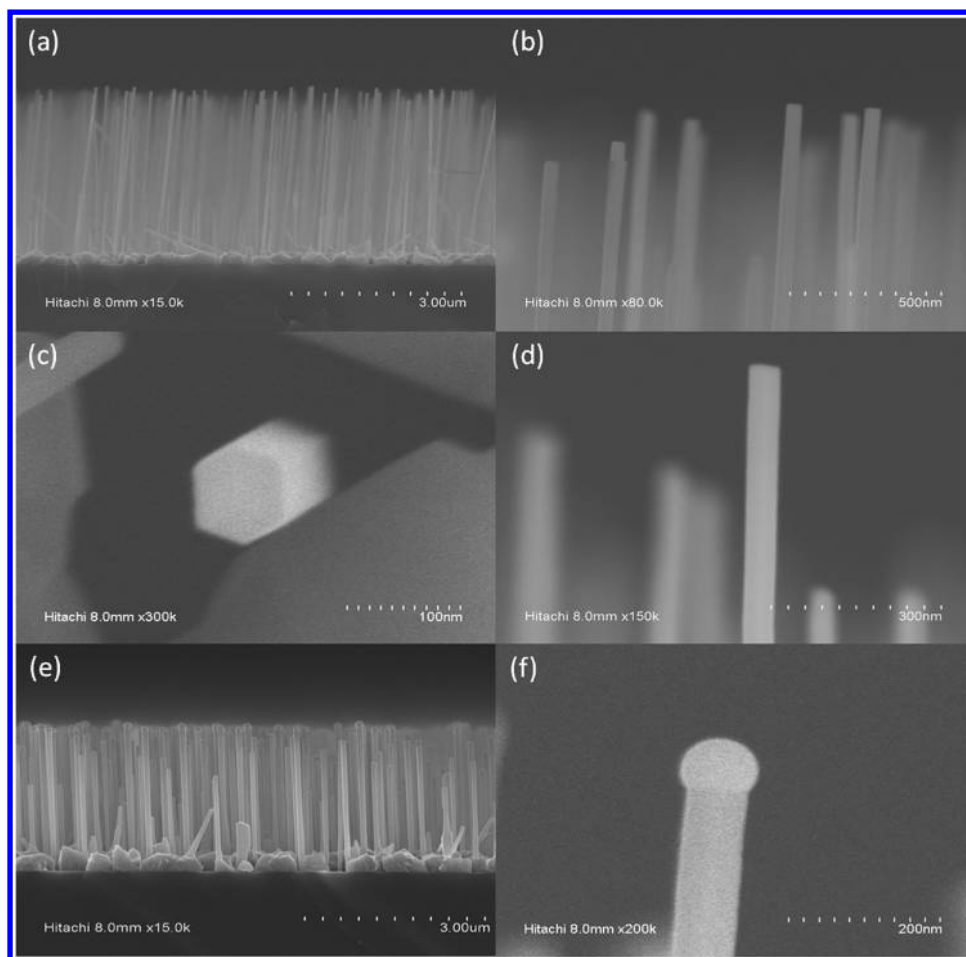 (a)
(b)
Hitachi 8.0mm x15.0k
3.00um
Hitachi 8.0mm x80.0k
500nm
(c)
(d)
Hitachi 8.0mm x300k
100nm
Hitachi 8.0mm x150k
300nm
(e)
(f)
Hitachi 8.0mm x15.0k
3.00um
Hitachi 8.0mm x200k
200nm